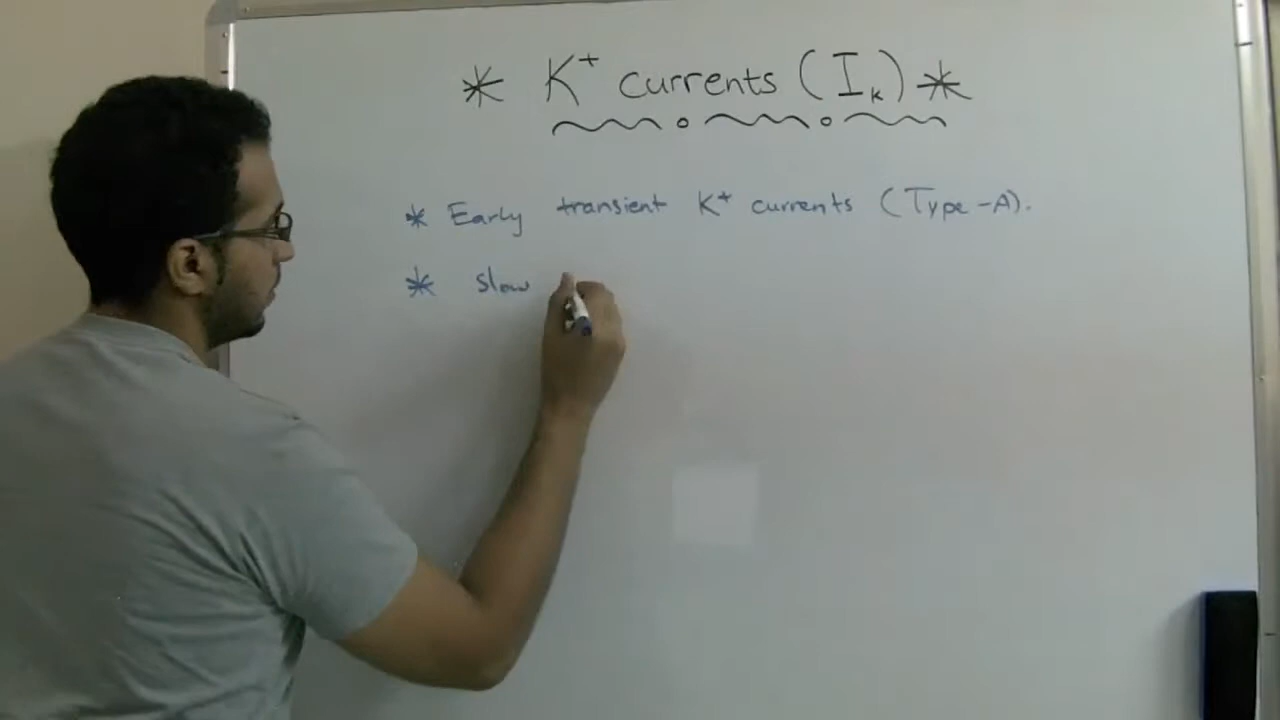 * K+ currents (IK) *
* Early transient K+ currents (Type-A).
* slow